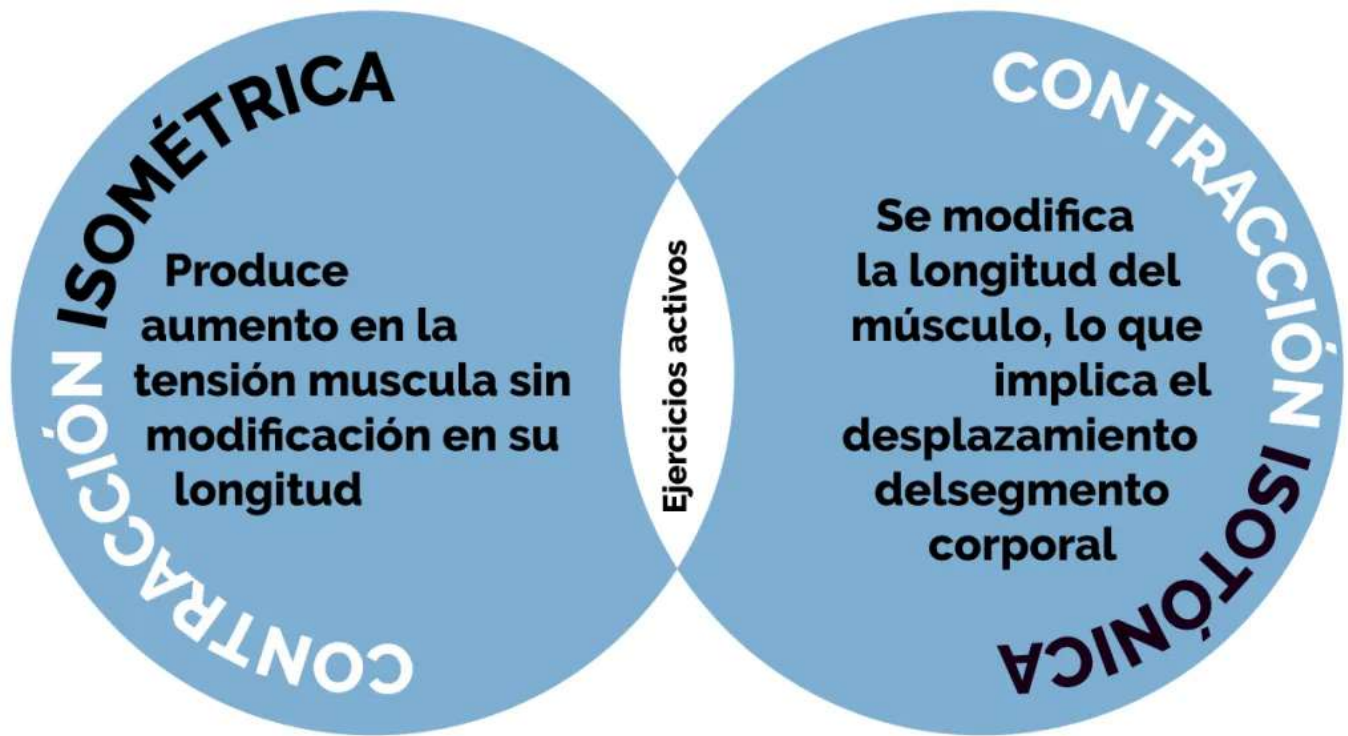 CONTRACCIÓN ISOMÉTRICA
Produce
aumento en la
tensión muscula sin
modificación en su
longitud
Ejercicios activos
CONTRACCIÓN ISOTÓNICA
Se modifica
la longitud del
músculo, lo que
implica el
desplazamiento
delsegmento
corporal